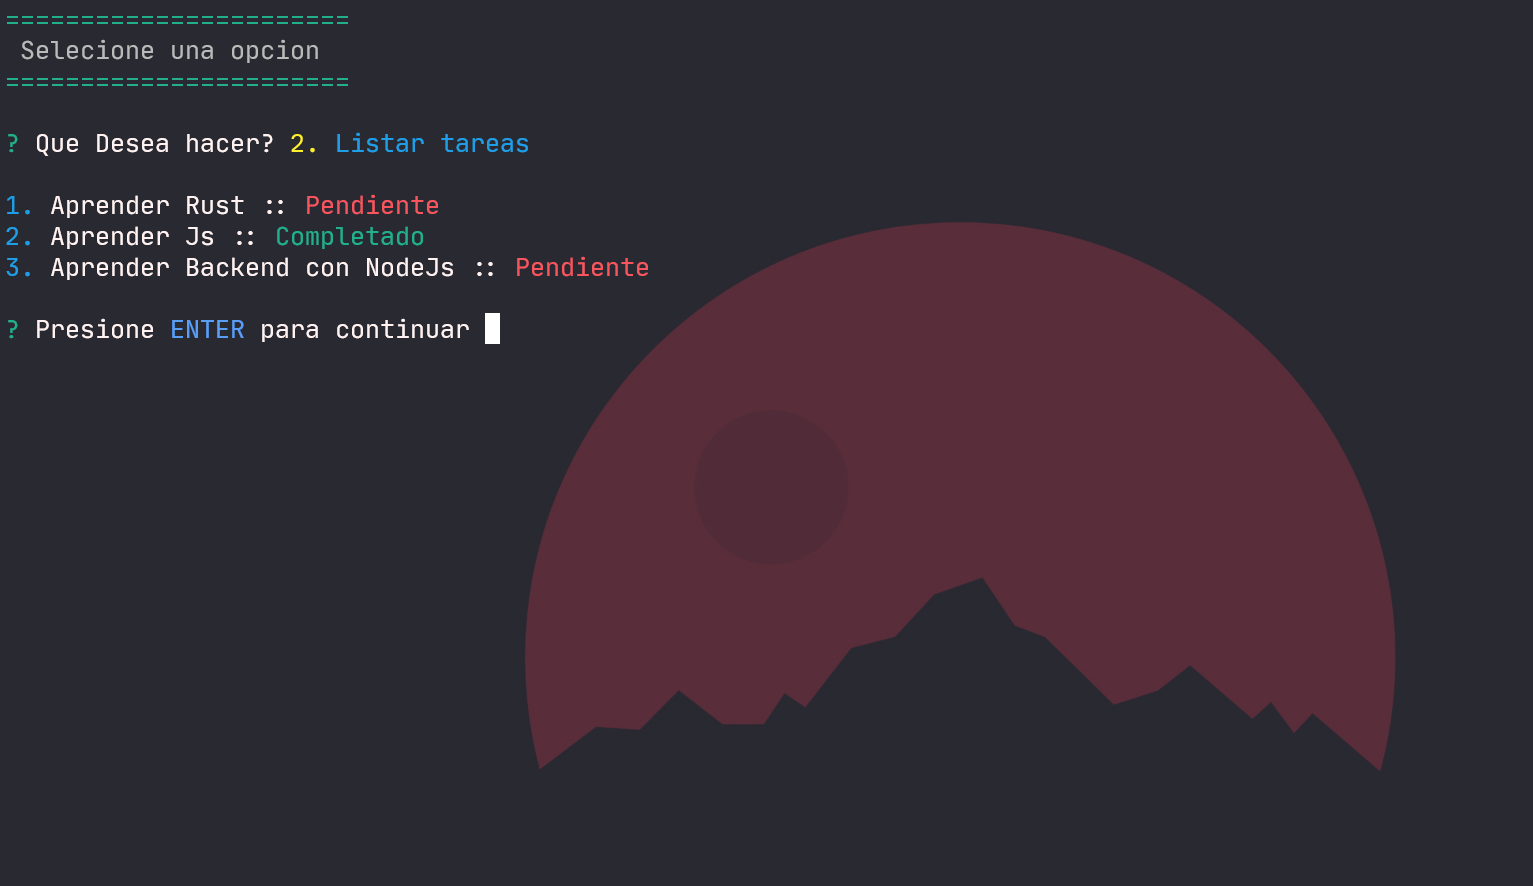 =======================
Selecione una opcion
=======================
? Que Desea hacer? 2. Listar tareas
1. Aprender Rust :: Pendiente
2. Aprender Js :: Completado
3. Aprender Backend con NodeJs :: Pendiente
? Presione ENTER para continuar